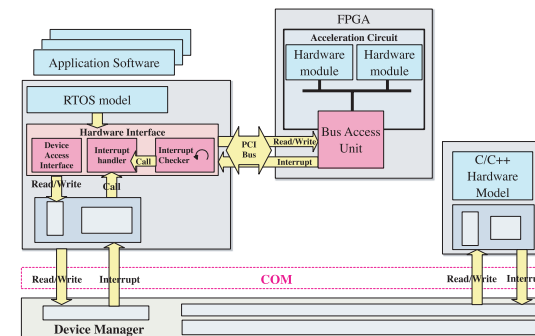 FPGA
Acceleration Circuit
Hardware module
Hardware module
Application Software
RTOS model
Hardware Interface
Device Access Interface
Interrupt handler
Call
Interrupt Checker
PCI Bus
Read/Write
Interrupt
Bus Access Unit
Read/Write
Call
C/C++ Hardware Model
Read/Write
Interrupt
COM
Read/Write
Device Manager